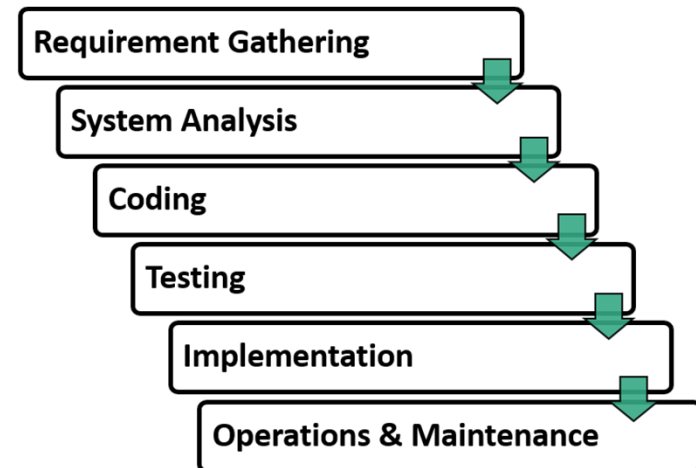 Requirement Gathering
System Analysis
Coding
Testing
Implementation
Operations & Maintenance